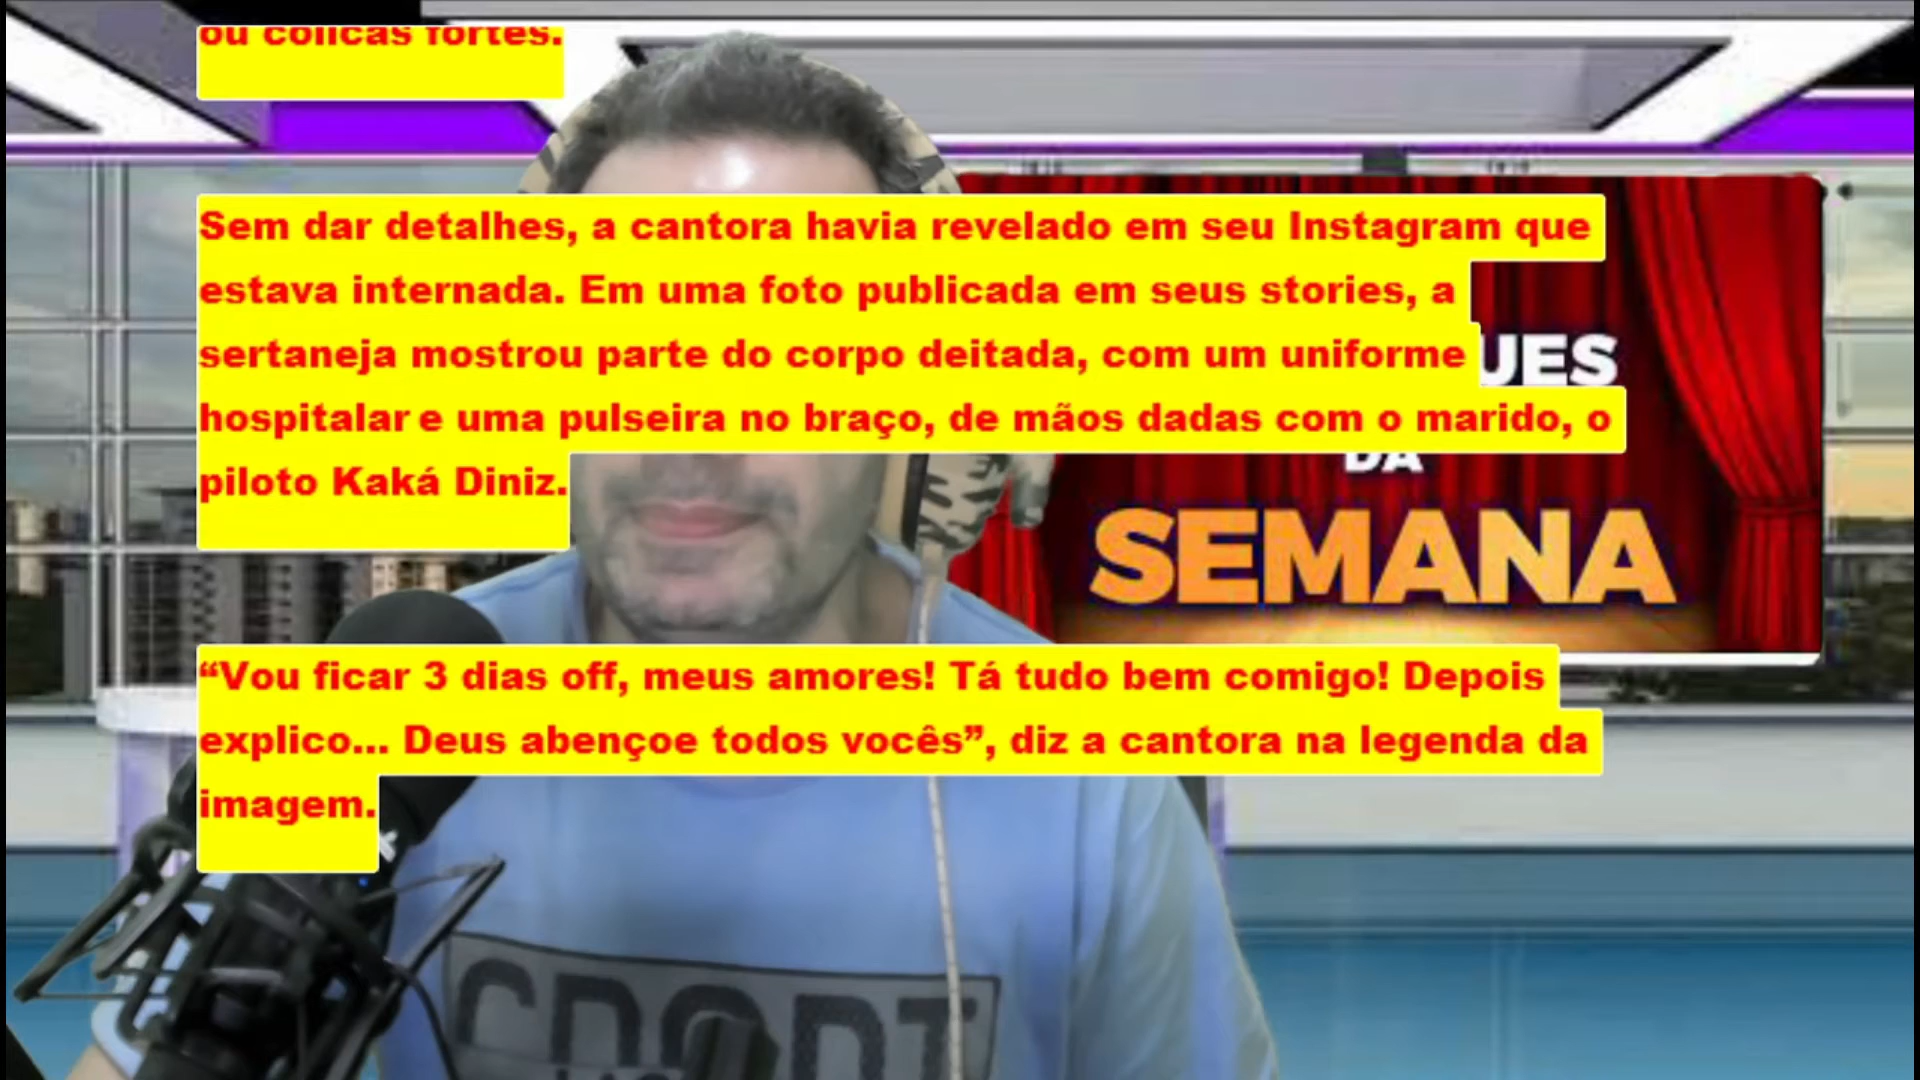 ou cólicas fortes.
Sem dar detalhes, a cantora havia revelado em seu Instagram que
estava internada. Em uma foto publicada em seus stories, a
sertaneja mostrou parte do corpo deitada, com um uniforme
hospitalar e uma pulseira no braço, de mãos dadas com o marido, o
piloto Kaká Diniz.
UES
DA
SEMANA
“Vou ficar 3 dias off, meus amores! Tá tudo bem comigo! Depois
explico... Deus abençoe todos vocês”, diz a cantora na legenda da
imagem.